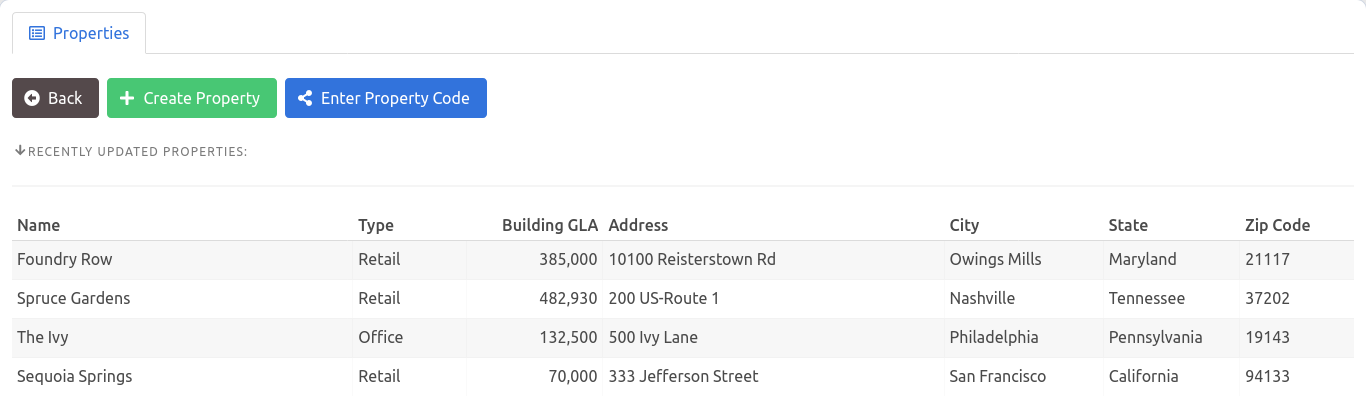 Properties
Back Create Property Enter Property Code
RECENTLY UPDATED PROPERTIES:
Name Type Building GLA Address City State Zip Code
Foundry Row Retail 385,000 10100 Reisterstown Rd Owings Mills Maryland 21117
Spruce Gardens Retail 482,930 200 US-Route 1 Nashville Tennessee 37202
The Ivy Office 132,500 500 Ivy Lane Philadelphia Pennsylvania 19143
Sequoia Springs Retail 70,000 333 Jefferson Street San Francisco California 94133